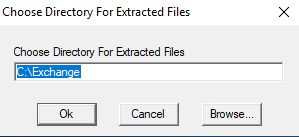 Choose Directory For Extracted Files
Choose Directory For Extracted Files
C:\Exchange
Ok Cancel Browse...